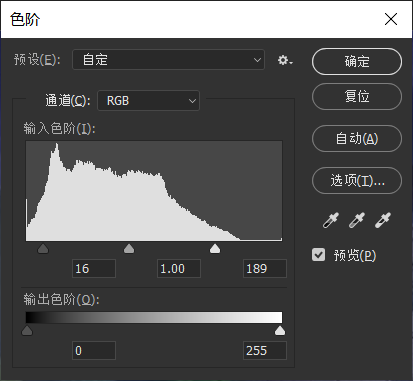 色阶
预设(E): 自定
确定
复位
自动(A)
选项(T)...
预览(P)
通道(C): RGB
输入色阶(I):
16 1.00 189
输出色阶(O):
0 255